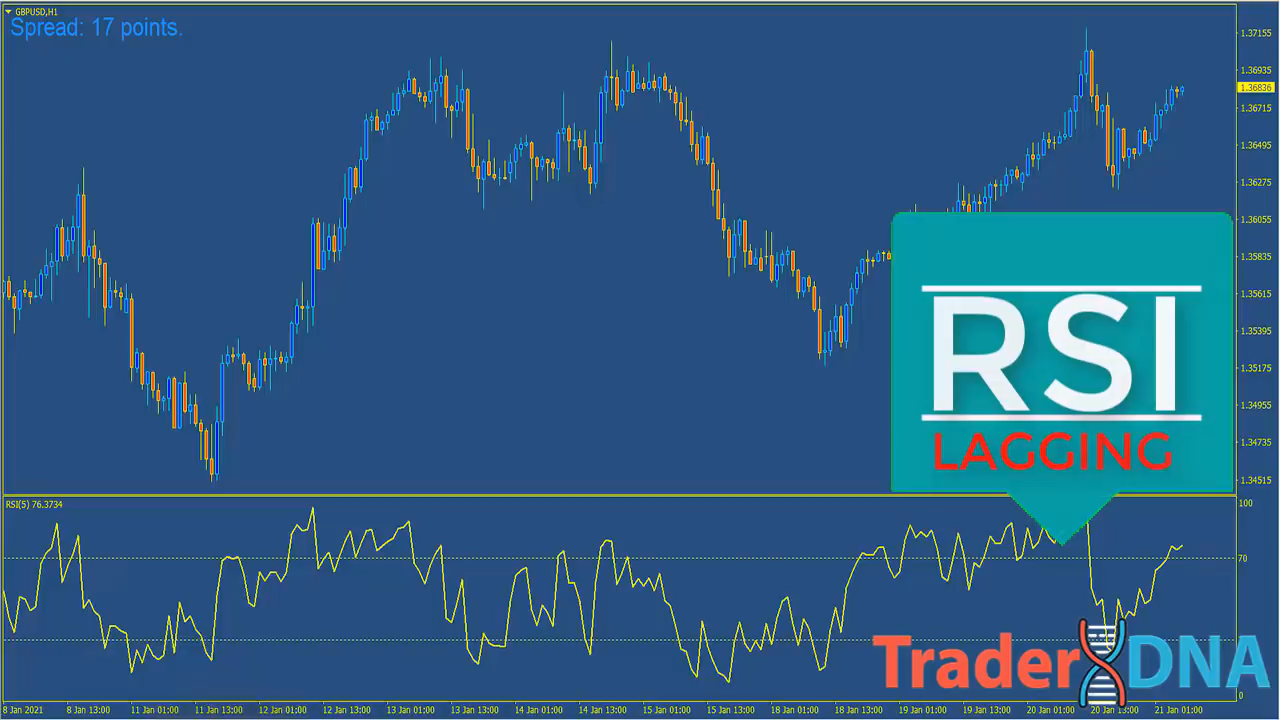 GBPUSD,H1
Spread: 17 points.
1.37155
1.36935
1.36836
1.36715
1.36495
1.36275
1.36055
1.35835
1.35615
1.35395
1.35175
1.34955
1.34735
1.34515
RSI
LAGGING
RSI(5) 76.3734
100
70
0
TraderDNA
8 Jan 2021
8 Jan 13:00
11 Jan 01:00
11 Jan 13:00
12 Jan 01:00
12 Jan 13:00
13 Jan 01:00
13 Jan 13:00
14 Jan 01:00
14 Jan 13:00
15 Jan 01:00
15 Jan 13:00
18 Jan 01:00
18 Jan 13:00
19 Jan 01:00
19 Jan 13:00
20 Jan 01:00
20 Jan 13:00
21 Jan 01:00